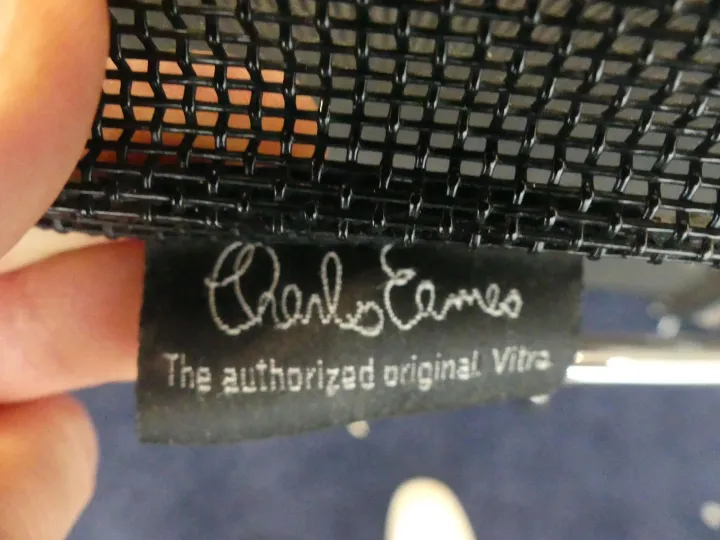 Charles Eames
The authorized original Vitra